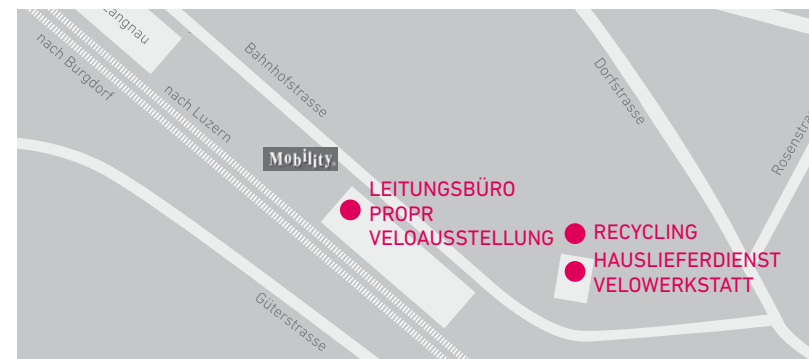 Langnau
nach Burgdorf
nach Luzern
Bahnhofstrasse
Dorfstrasse
Rosenstra
Mobility.
LEITUNGSBÜRO
PROPR
VELOAUSSTELLUNG
RECYCLING
HAUSLIEFERDIENST
VELOWERKSTATT
Güterstrasse